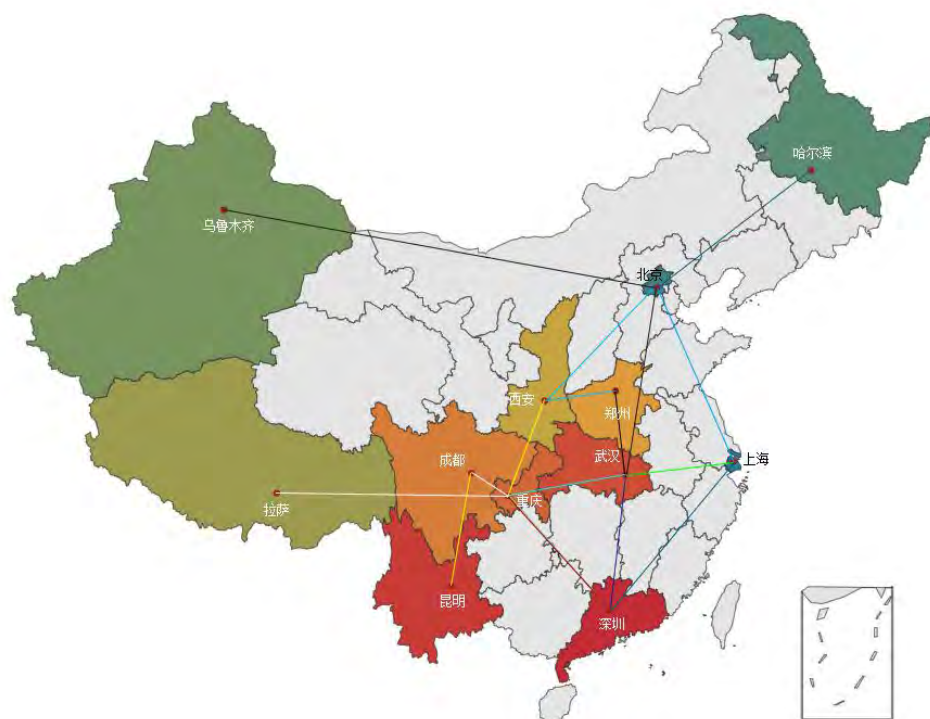 哈尔滨
乌鲁木齐
北京
西安
郑州
成都
武汉
上海
拉萨
重庆
昆明
深圳